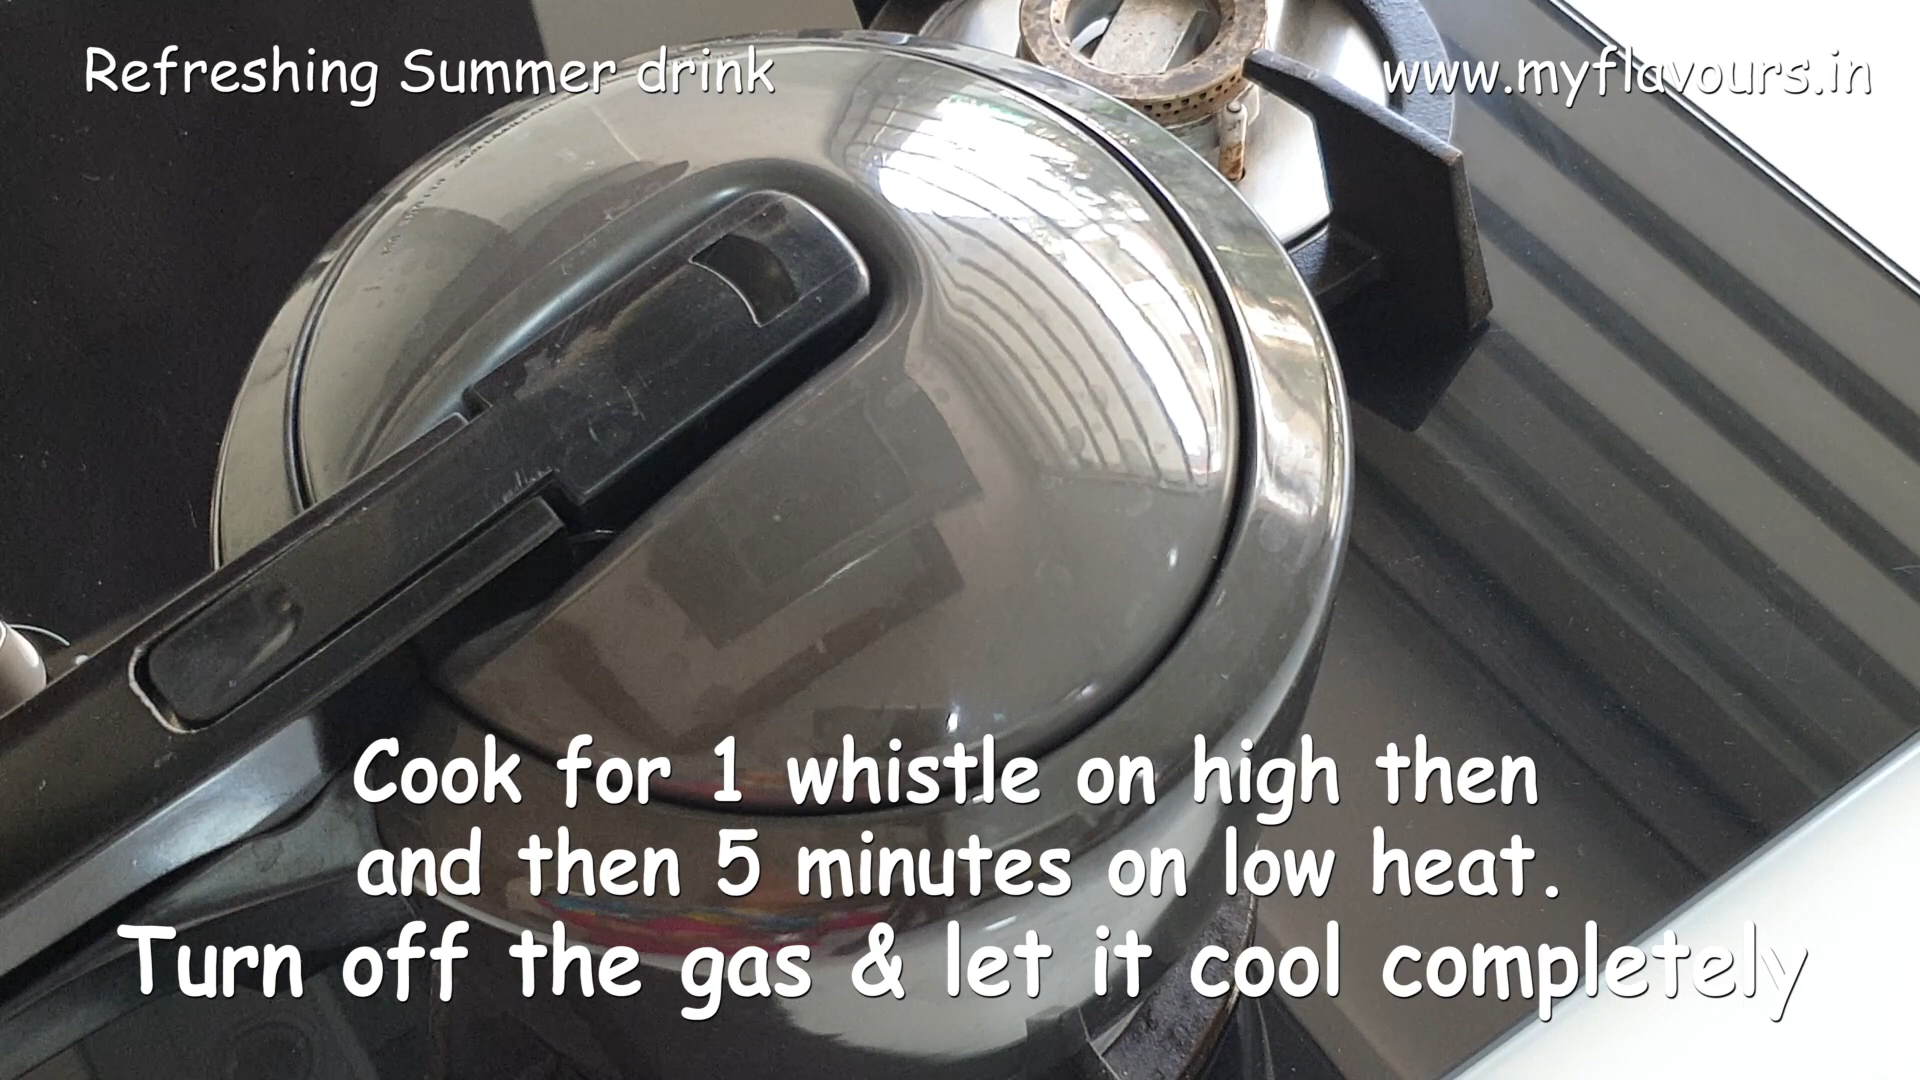 Refreshing Summer drink
www.myflavours.in
Cook for 1 whistle on high then
and then 5 minutes on low heat.
Turn off the gas & let it cool completely